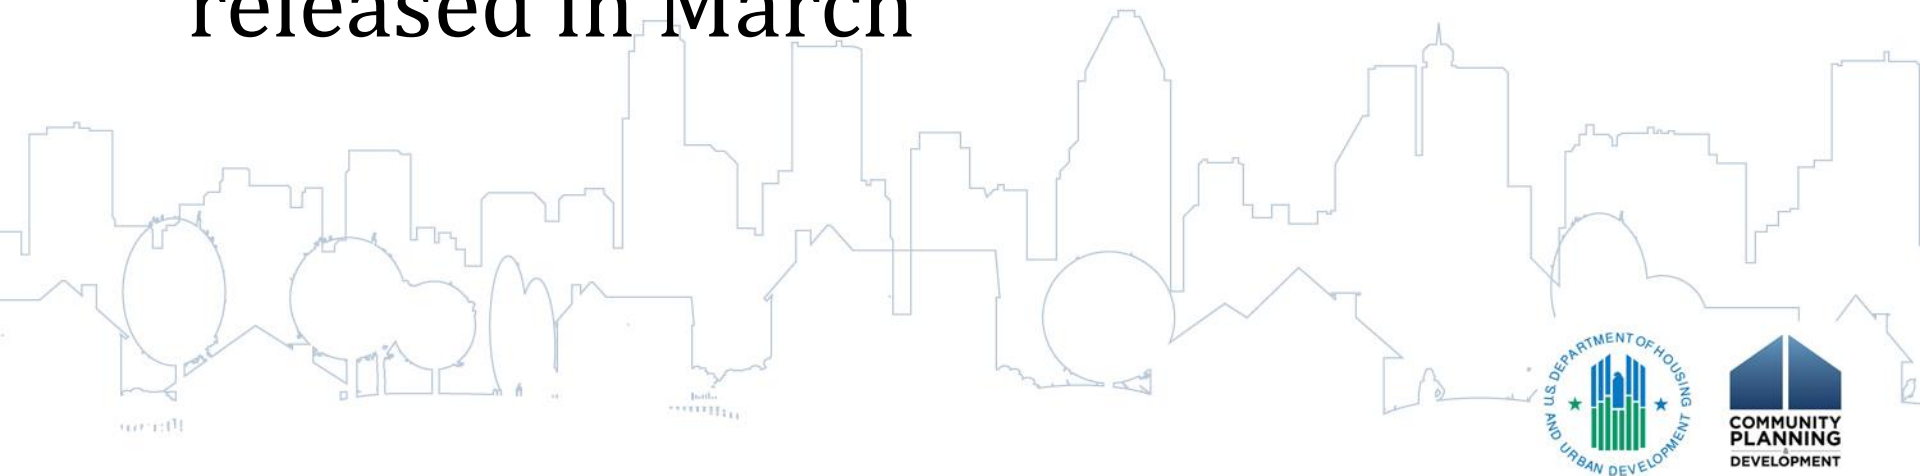 released in March
U.S. DEPARTMENT OF HOUSING
AND URBAN DEVELOPMENT
COMMUNITY
PLANNING
&
DEVELOPMENT